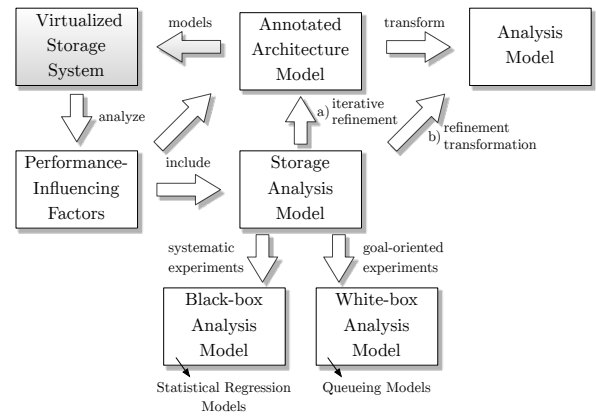 Virtualized
Storage
System
models
Annotated
Architecture
Model
transform
Analysis
Model
analyze
a) iterative
refinement
b) refinement
transformation
Performance-
Influencing
Factors
include
Storage
Analysis
Model
systematic
experiments
goal-oriented
experiments
Black-box
Analysis
Model
White-box
Analysis
Model
Statistical Regression
Models
Queueing Models